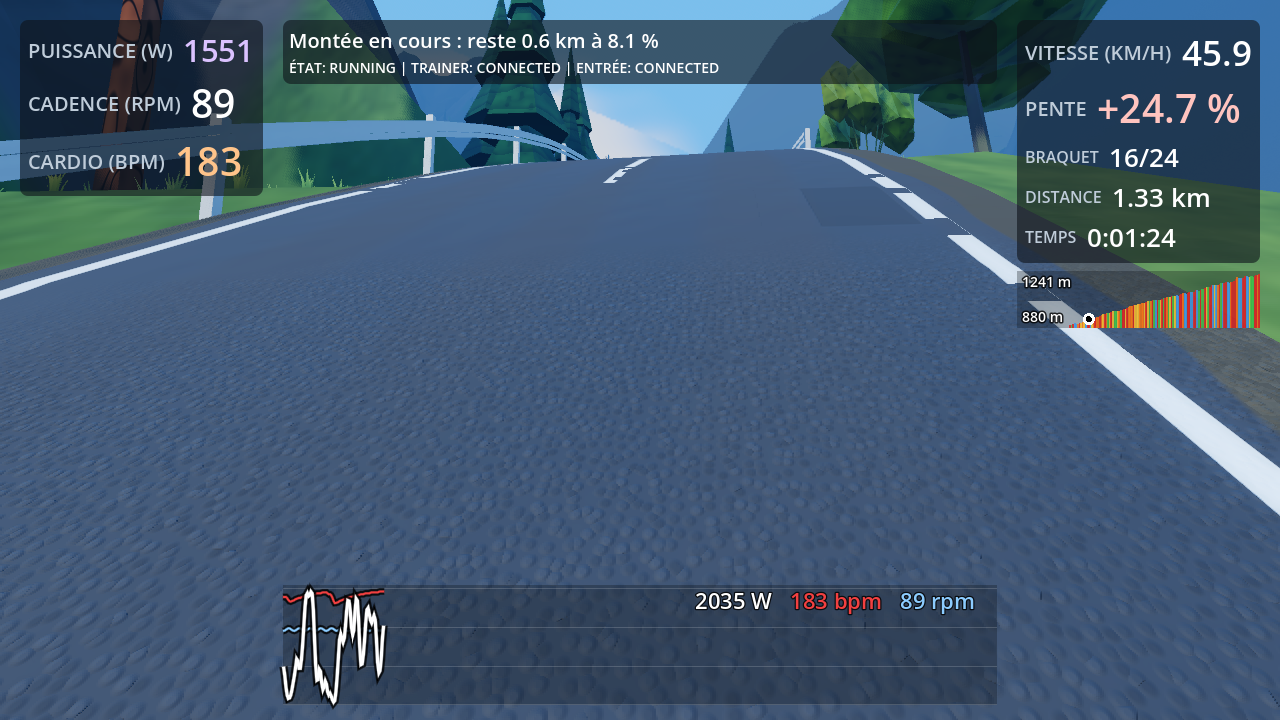 PUISSANCE (W) 1551
CADENCE (RPM) 89
CARDIO (BPM) 183
Montée en cours : reste 0.6 km à 8.1 %
ÉTAT: RUNNING | TRAINER: CONNECTED | ENTRÉE: CONNECTED
VITESSE (KM/H) 45.9
PENTE +24.7 %
BRAQUET 16/24
DISTANCE 1.33 km
TEMPS 0:01:24
1241 m
880 m
2035 W 183 bpm 89 rpm